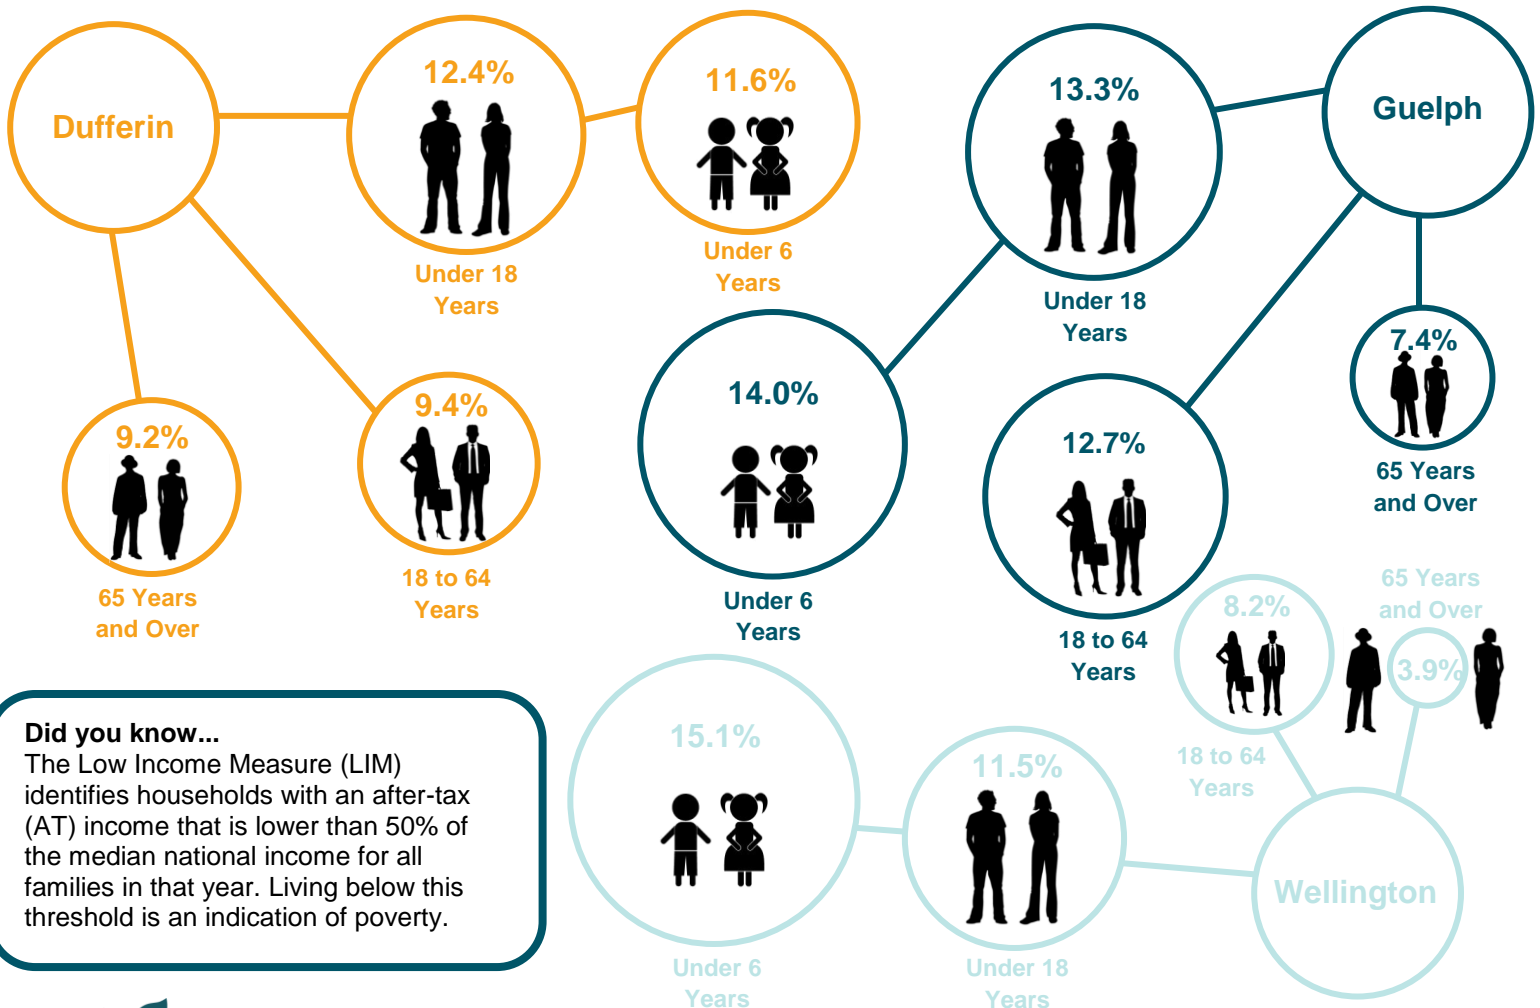 Dufferin
12.4%
Under 18
Years
11.6%
Under 6
Years
9.2%
65 Years
and Over
9.4%
18 to 64
Years
Guelph
13.3%
Under 18
Years
14.0%
Under 6
Years
12.7%
18 to 64
Years
7.4%
65 Years
and Over
Wellington
8.2%
18 to 64
Years
65 Years
and Over
3.9%
11.5%
Under 18
Years
15.1%
Under 6
Years
Did you know...
The Low Income Measure (LIM)
identifies households with an after-tax
(AT) income that is lower than 50% of
the median national income for all
families in that year. Living below this
threshold is an indication of poverty.